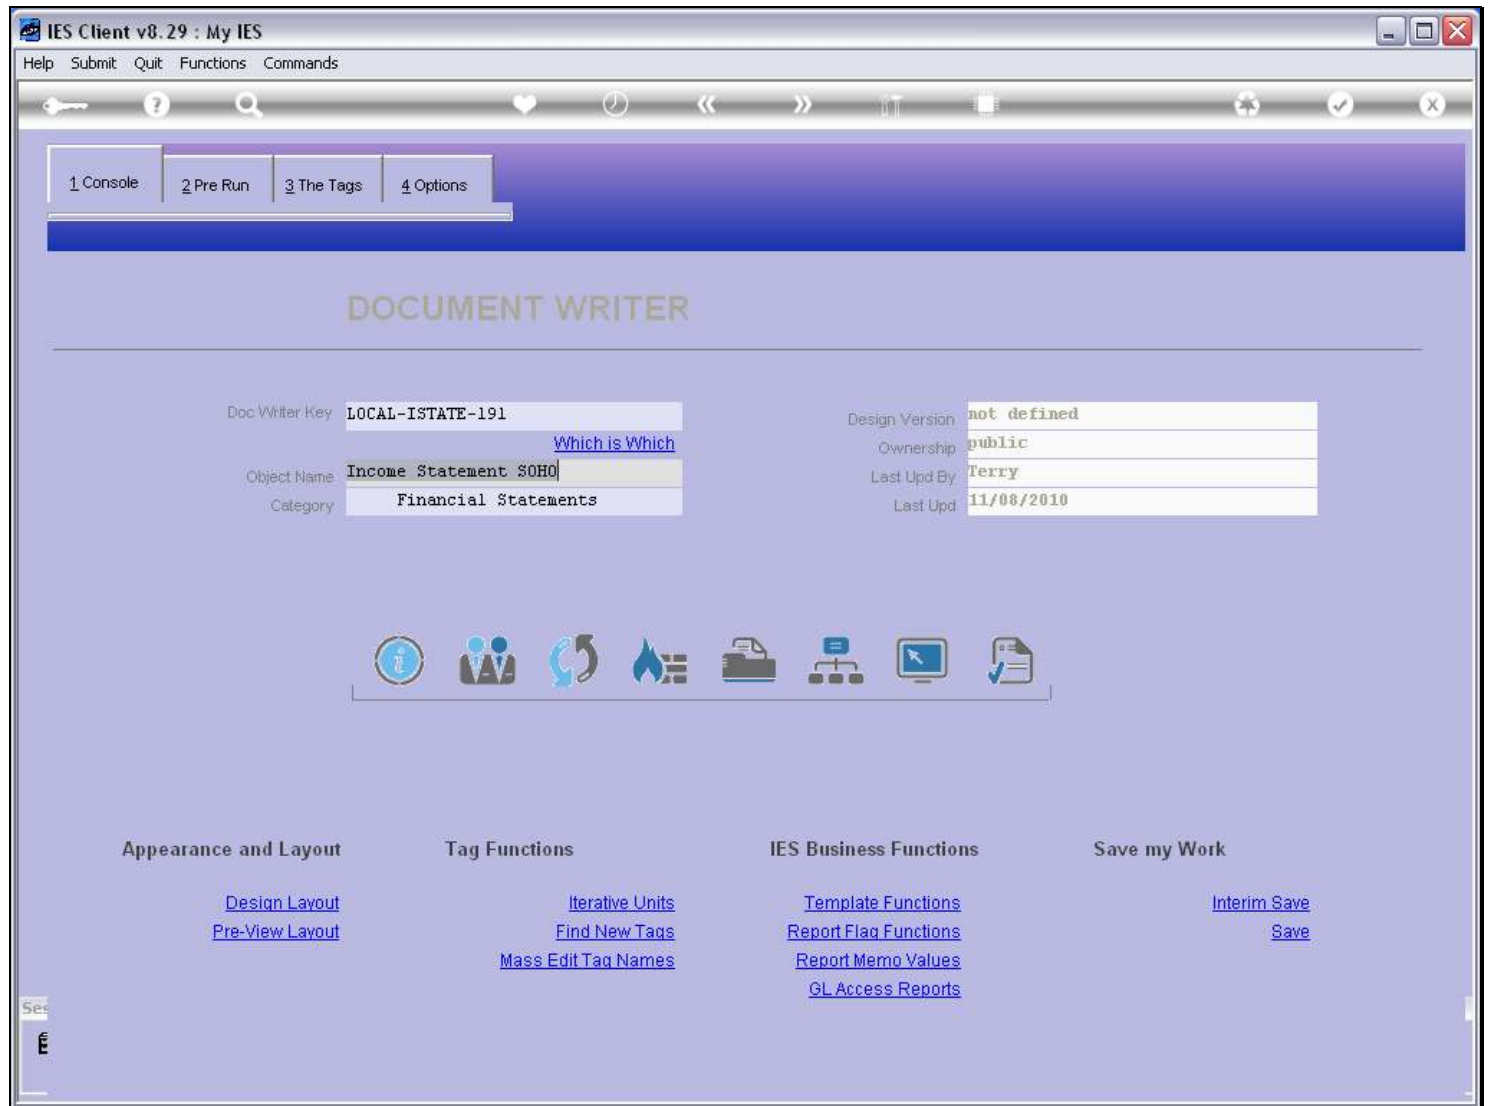 IES Client v8.29 : My IES
Help Submit Quit Functions Commands
1 Console 2 Pre Run 3 The Tags 4 Options
DOCUMENT WRITER
Doc Writer Key LOCAL-ISTATE-191 Design Version not defined
Which is Which Ownership public
Object Name Income Statement SOHO Last Upd By Terry
Category Financial Statements Last Upd 11/08/2010
Appearance and Layout Tag Functions IES Business Functions Save my Work
Design Layout Iterative Units Template Functions Interim Save
Pre-View Layout Find New Tags Report Flag Functions Save
Mass Edit Tag Names Report Memo Values
GL Access Reports
Ses